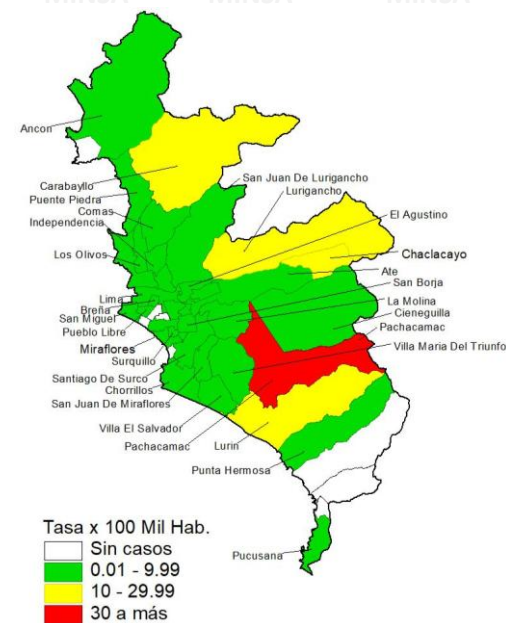 Ancon
Carabayllo
Puente Piedra
Comas
Independencia
Los Olivos
Lima
Breña
San Miguel
Pueblo Libre
Miraflores
Surquillo
Santiago De Surco
Chorrillos
San Juan De Miraflores
Villa El Salvador
Pachacamac
Lurin
Punta Hermosa
Pucusana
San Juan De Lurigancho
Lurigancho
El Agustino
Chaclacayo
Ate
San Borja
La Molina
Cieneguilla
Pachacamac
Villa Maria Del Triunfo
Tasa x 100 Mil Hab.
Sin casos
0.01 - 9.99
10 - 29.99
30 a más